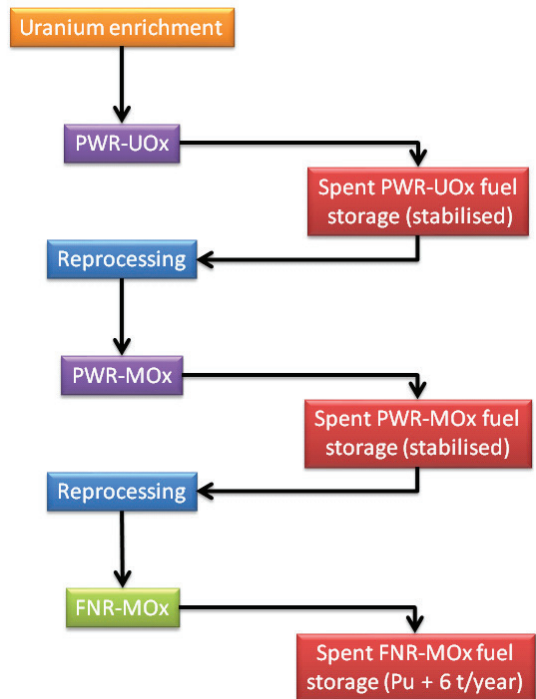 Uranium enrichment
PWR-UOx
Spent PWR-UOx fuel
storage (stabilised)
Reprocessing
PWR-MOx
Spent PWR-MOx fuel
storage (stabilised)
Reprocessing
FNR-MOx
Spent FNR-MOx fuel
storage (Pu + 6 t/year)